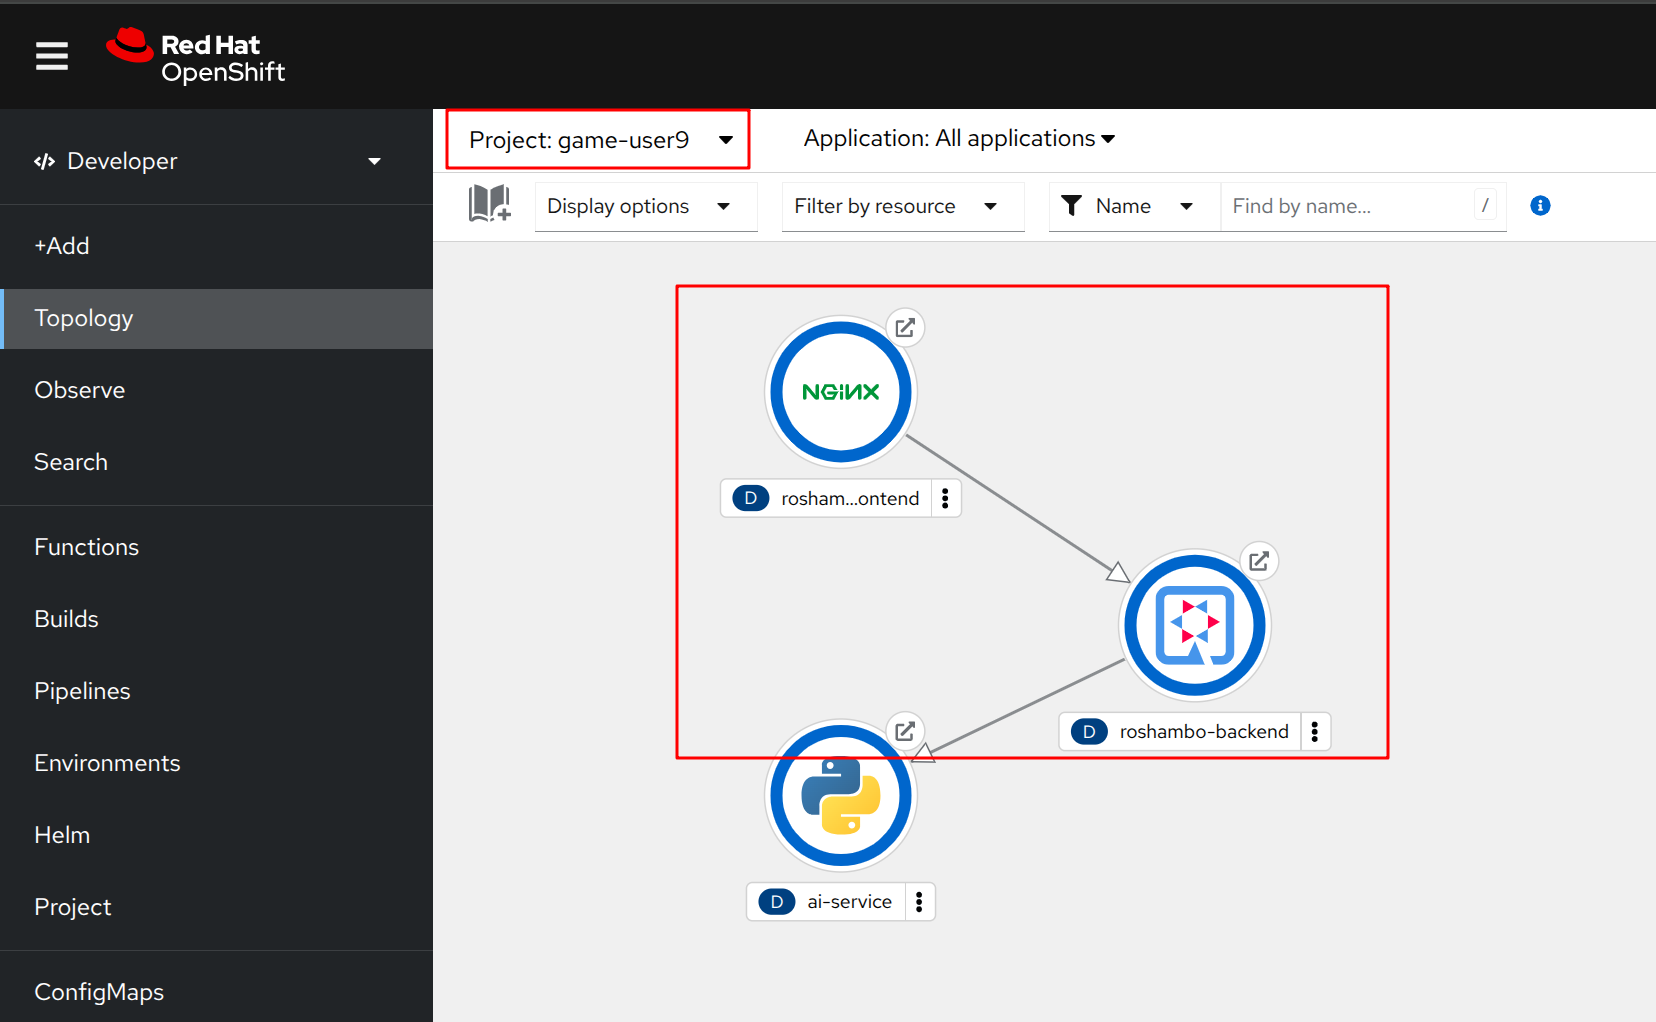 Red Hat
OpenShift
Developer
Project: game-user9
Application: All applications
Display options
Filter by resource
Name
Find by name...
/
+Add
Topology
Observe
Search
Functions
Builds
Pipelines
Environments
Helm
Project
ConfigMaps
NGINX
D rosham...ontend
D roshambo-backend
D ai-service